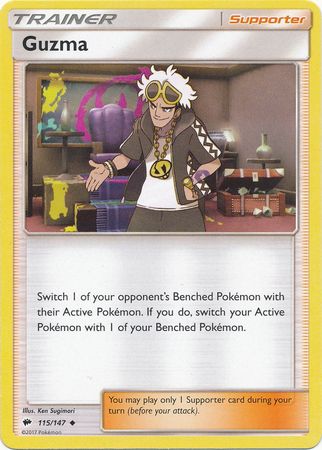 TRAINER Supporter
Guzma
Switch 1 of your opponent's Benched Pokémon with
their Active Pokémon. If you do, switch your Active
Pokémon with 1 of your Benched Pokémon.
Illus. Ken Sugimori
115/147 ◆
©2017 Pokémon
You may play only 1 Supporter card during your
turn (before your attack).